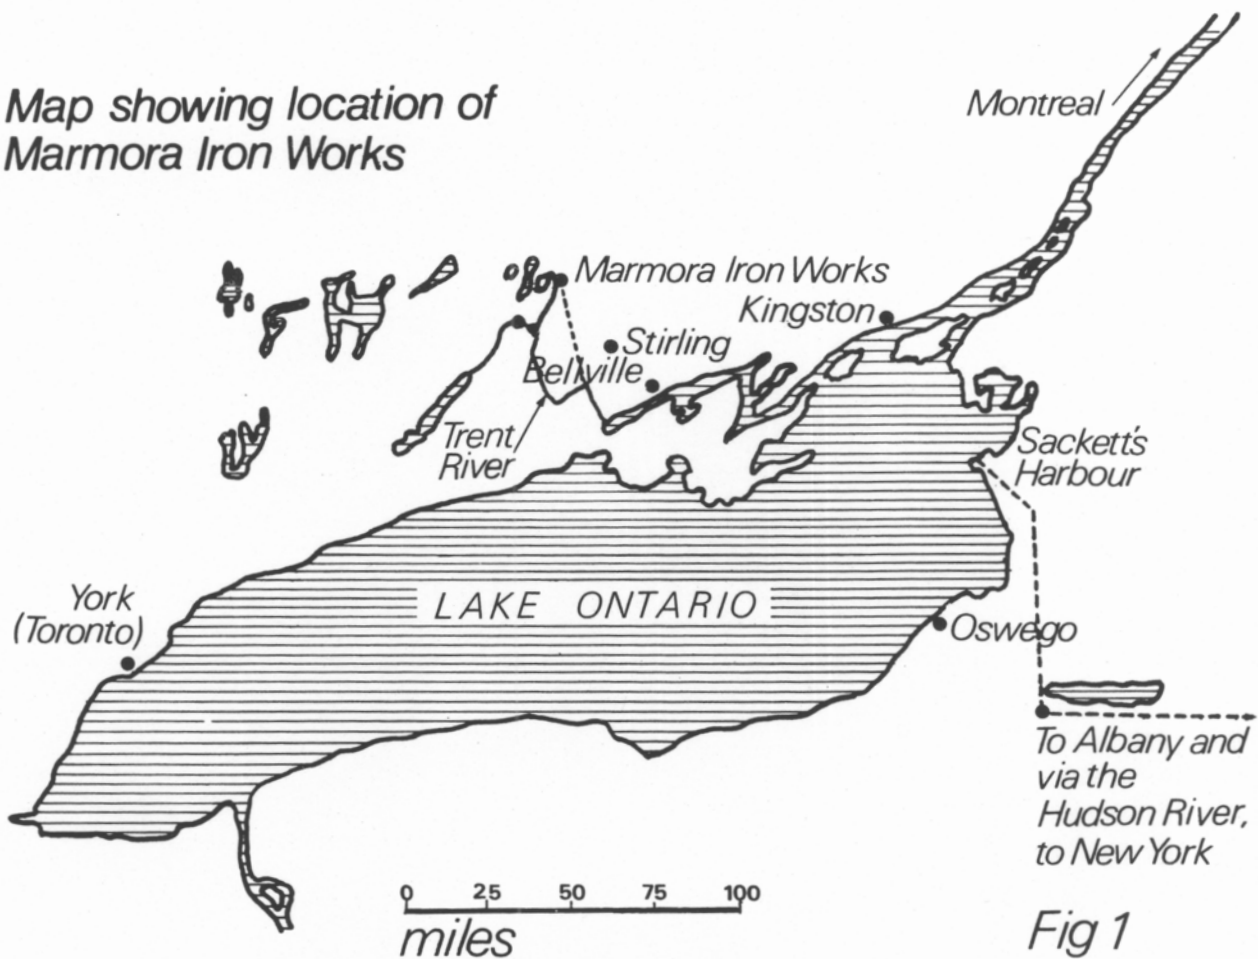 Map showing location of
Marmora Iron Works
Montreal
Marmora Iron Works
Kingston
Stirling
Bellville
Trent
River
Sackett's
Harbour
York
(Toronto)
LAKE ONTARIO
Oswego
To Albany and
via the
Hudson River,
to New York
0 25 50 75 100
miles
Fig 1